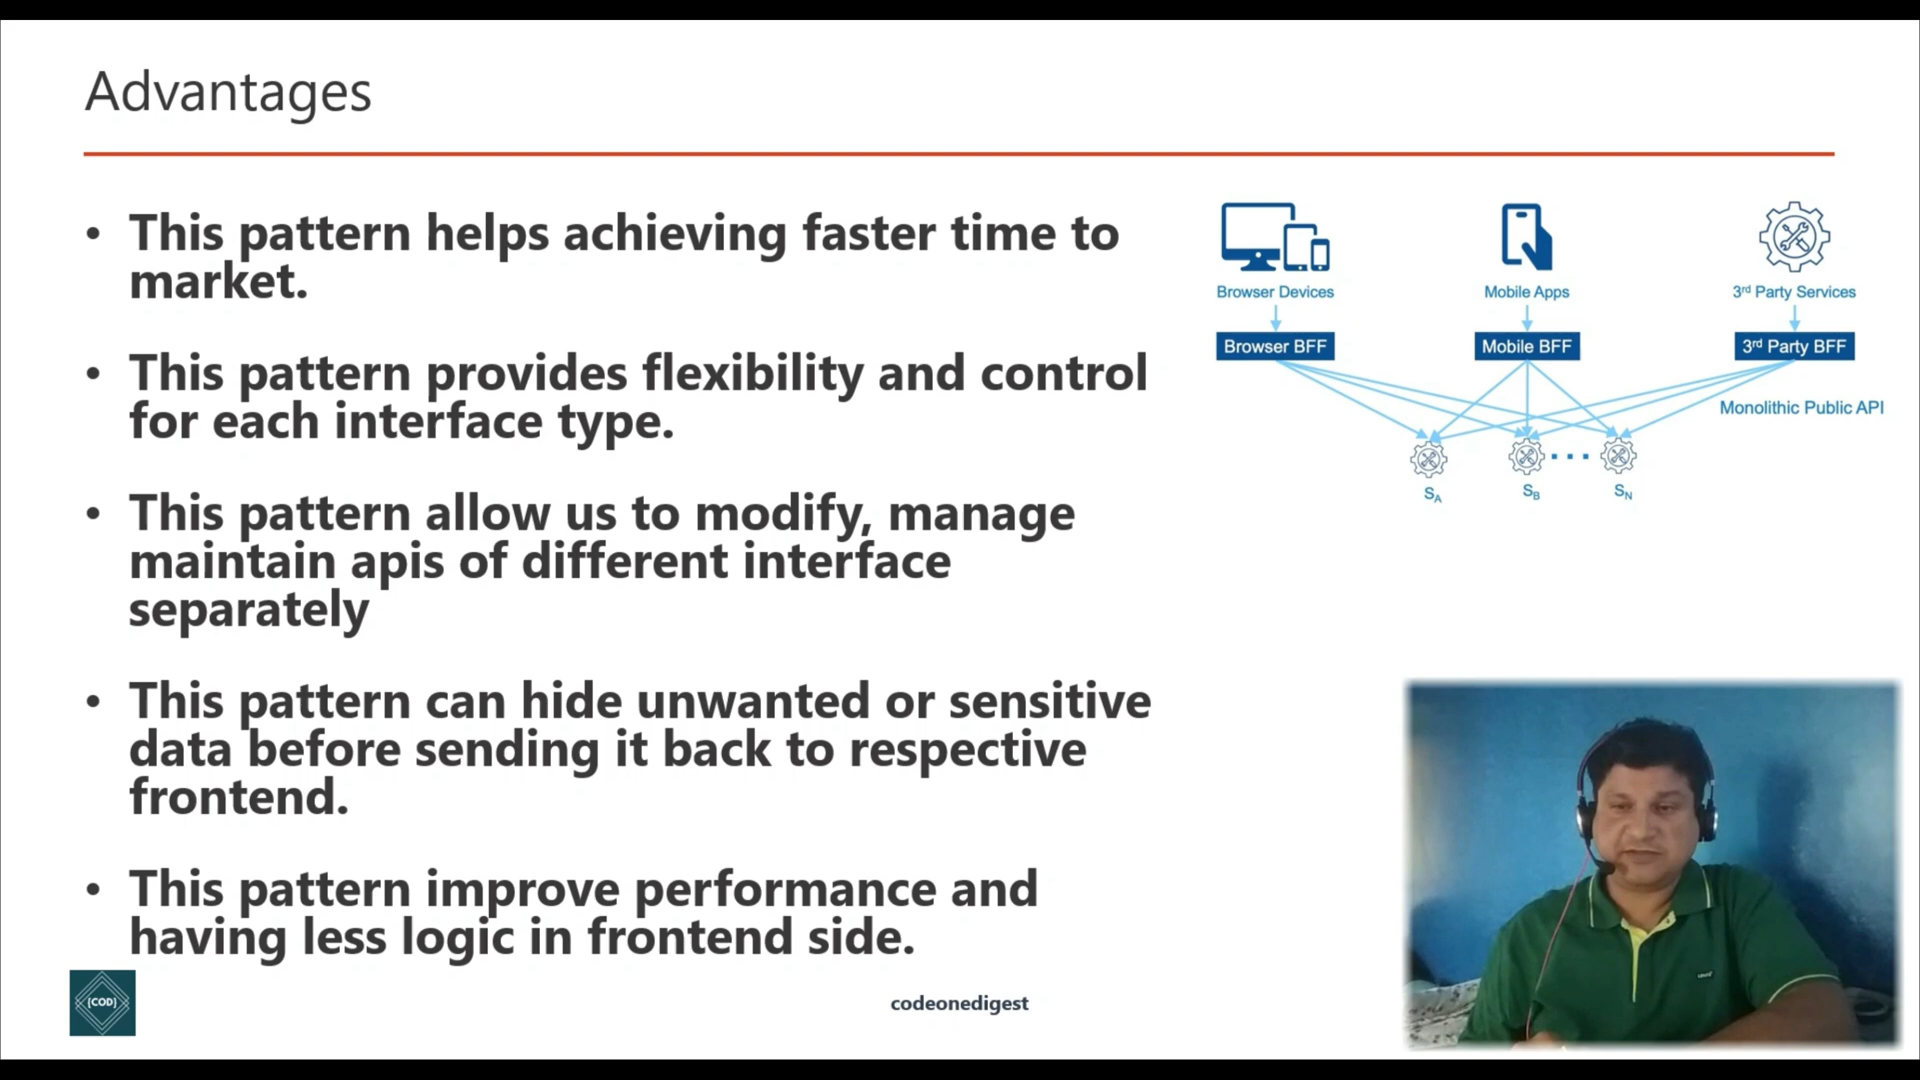 Advantages
• This pattern helps achieving faster time to
market.
• This pattern provides flexibility and control
for each interface type.
• This pattern allow us to modify, manage
maintain apis of different interface
separately
• This pattern can hide unwanted or sensitive
data before sending it back to respective
frontend.
• This pattern improve performance and
having less logic in frontend side.
Browser Devices
Mobile Apps
3rd Party Services
Browser BFF
Mobile BFF
3rd Party BFF
Monolithic Public API
SA
SB
SN
{COD}
codeonedigest